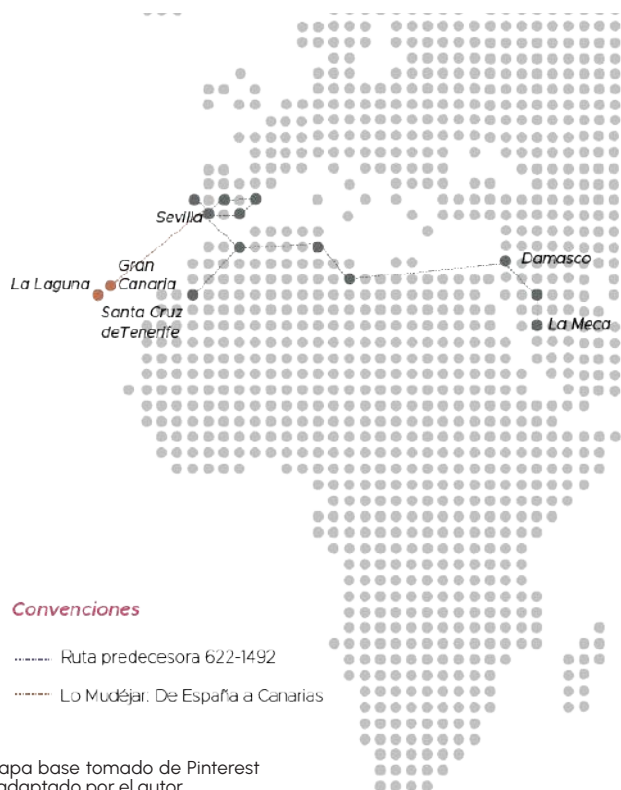 Sevilla
Damasco
Gran
Canaria
La Laguna
Santa Cruz
deTenerife
La Meca
Convenciones
Ruta predecesora 622-1492
Lo Mudéjar: De España a Canarias
apa base tomado de Pinterest
adaptado por el autor